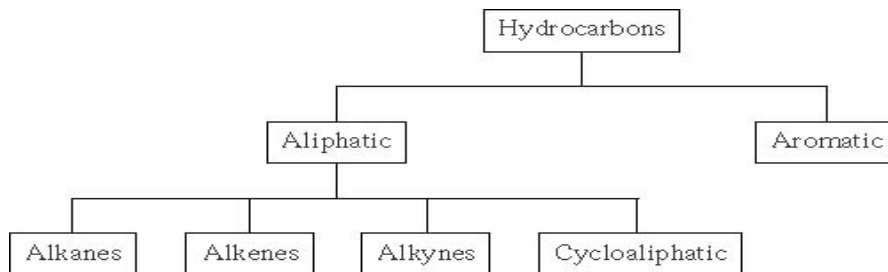 Hydrocarbons
Aliphatic
Aromatic
Alkanes
Alkenes
Alkynes
Cycloaliphatic